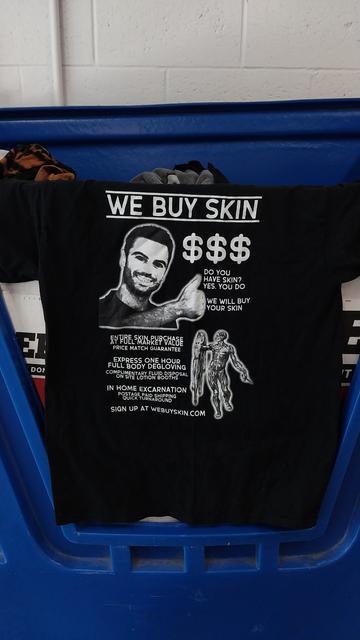 WE BUY SKIN
$$$
DO YOU
HAVE SKIN?
YES. YOU DO
WE WILL BUY
YOUR SKIN
ENTIRE SKIN PURCHASE
AT FULL MARKET VALUE
PRICE MATCH GUARANTEE
EXPRESS ONE HOUR
FULL BODY DEGLOVING
COMPLIMENTARY FLUID DISPOSAL
ON SITE LOTION BOOTHS
IN HOME EXCARNATION
POSTAGE PAID SHIPPING
QUICK TURNAROUND
SIGN UP AT WEBUYSKIN.COM